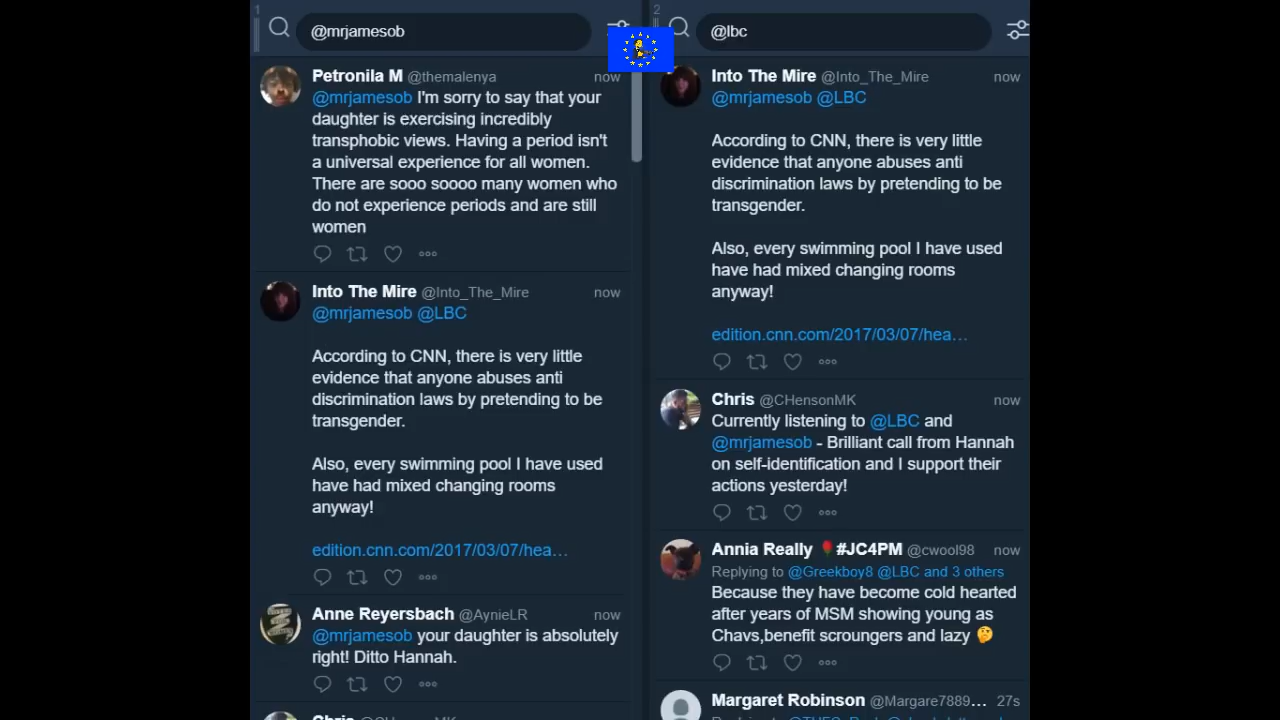 1
@mrjamesob
Petronila M @themalenya now
@mrjamesob I'm sorry to say that your
daughter is exercising incredibly
transphobic views. Having a period isn't
a universal experience for all women.
There are sooo soooo many women who
do not experience periods and are still
women
Into The Mire @Into_The_Mire now
@mrjamesob @LBC
According to CNN, there is very little
evidence that anyone abuses anti
discrimination laws by pretending to be
transgender.
Also, every swimming pool I have used
have had mixed changing rooms
anyway!
edition.cnn.com/2017/03/07/hea…
Anne Reyersbach @AynieLR now
@mrjamesob your daughter is absolutely
right! Ditto Hannah.
2
@lbc
Into The Mire @Into_The_Mire now
@mrjamesob @LBC
According to CNN, there is very little
evidence that anyone abuses anti
discrimination laws by pretending to be
transgender.
Also, every swimming pool I have used
have had mixed changing rooms
anyway!
edition.cnn.com/2017/03/07/hea…
Chris @CHensonMK now
Currently listening to @LBC and
@mrjamesob - Brilliant call from Hannah
on self-identification and I support their
actions yesterday!
Annia Really 🌹#JC4PM @cwool98 now
Replying to @Greekboy8 @LBC and 3 others
Because they have become cold hearted
after years of MSM showing young as
Chavs,benefit scroungers and lazy 🤔
Margaret Robinson @Margare7889… 27s